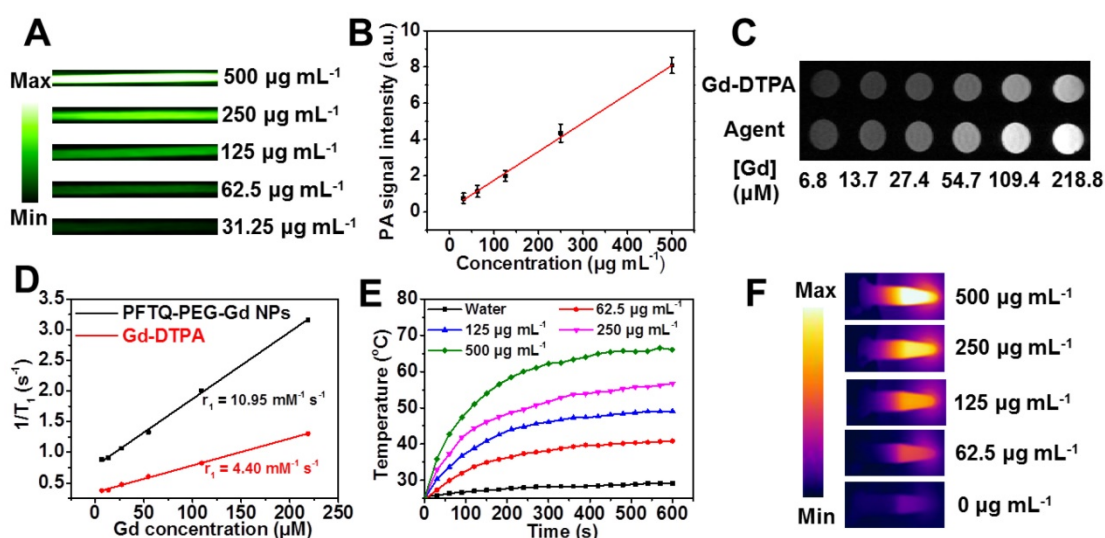 A
Max
Min
500 µg mL⁻¹
250 µg mL⁻¹
125 µg mL⁻¹
62.5 µg mL⁻¹
31.25 µg mL⁻¹
B
PA signal intensity (a.u.)
10
8
6
4
2
0
0 100 200 300 400 500
Concentration (µg mL⁻¹)
C
Gd-DTPA
Agent
[Gd]
(µM)
6.8 13.7 27.4 54.7 109.4 218.8
D
1/T₁ (s⁻¹)
3.5
3.0
2.5
2.0
1.5
1.0
0.5
PFTQ-PEG-Gd NPs
Gd-DTPA
r₁ = 10.95 mM⁻¹ s⁻¹
r₁ = 4.40 mM⁻¹ s⁻¹
0 50 100 150 200 250
Gd concentration (µM)
E
Temperature (°C)
80
70
60
50
40
30
Water 62.5 µg mL⁻¹
125 µg mL⁻¹ 250 µg mL⁻¹
500 µg mL⁻¹
0 100 200 300 400 500 600
Time (s)
F
Max
Min
500 µg mL⁻¹
250 µg mL⁻¹
125 µg mL⁻¹
62.5 µg mL⁻¹
0 µg mL⁻¹